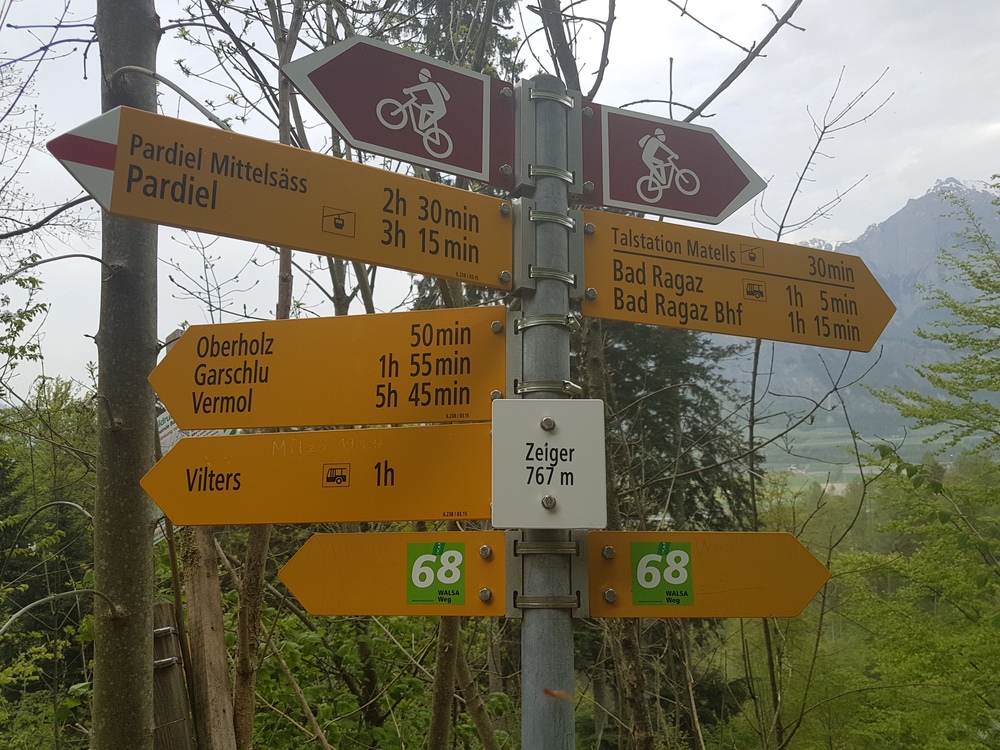 Pardiel Mittelsäss 2h 30min
Pardiel 3h 15min
Talstation Matells 30min
Bad Ragaz 1h 5min
Bad Ragaz Bhf 1h 15min
Oberholz 50min
Garschlu 1h 55min
Vermol 5h 45min
Vilters 1h
Zeiger
767 m
68
WALSA
Weg
68
WALSA
Weg